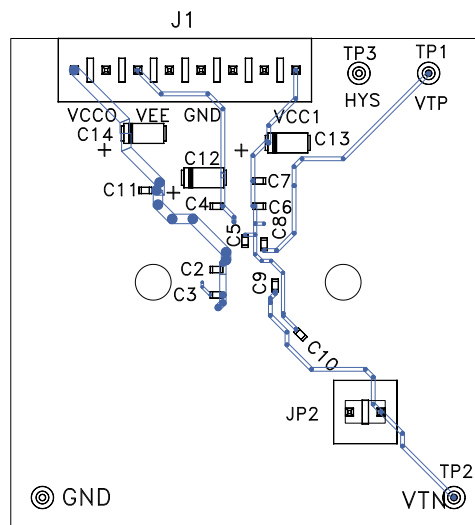 J1
TP3 TP1
VCCO VEE GND VCC1 HYS VTP
C14 C13
C12
C11 C7
C4 C6
C5 C8
C2
C3 C9
C10
JP2
TP2
GND VTN